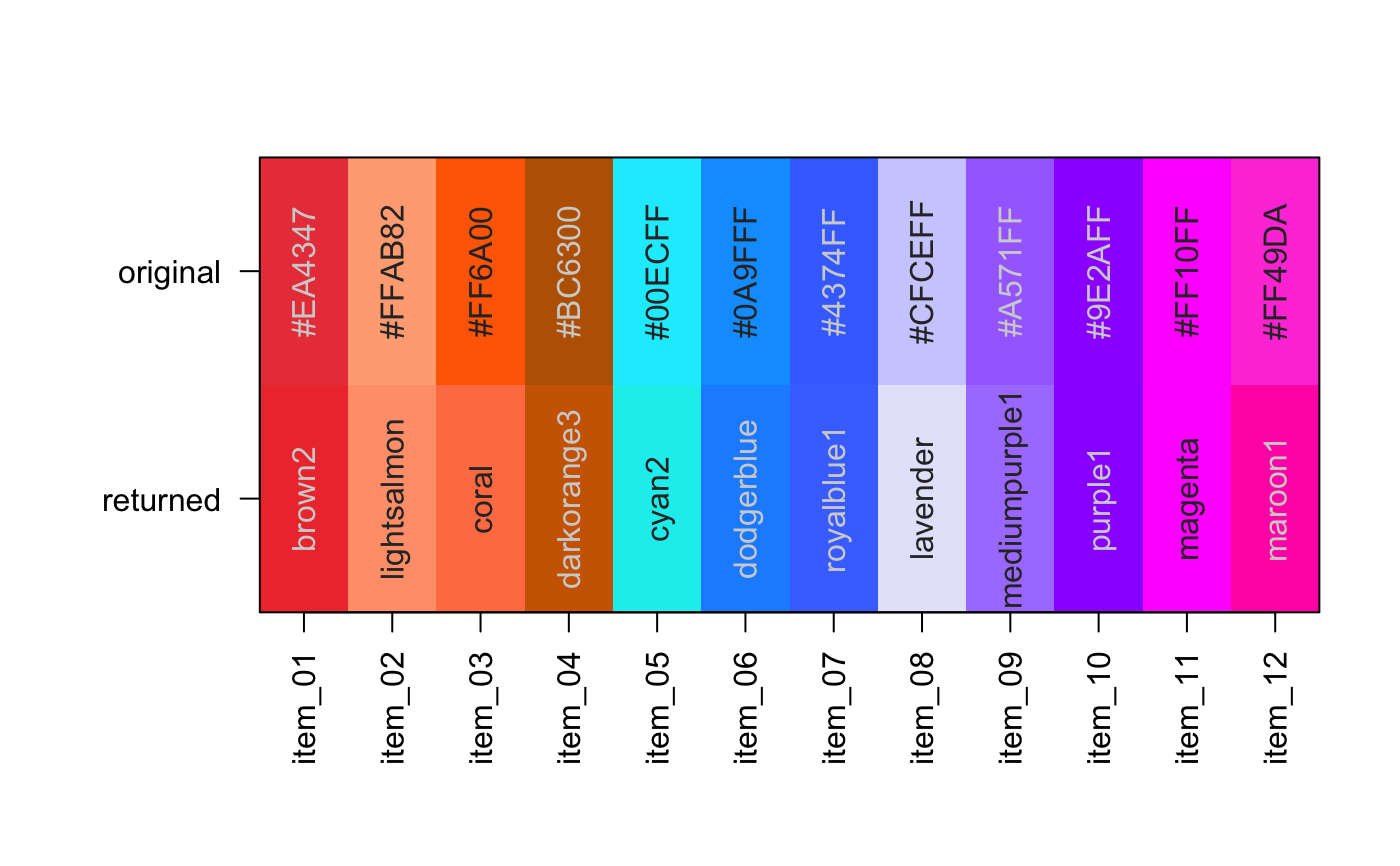 original
#EA4347
#FFAB82
#FF6A00
#BC6300
#00ECFF
#0A9FFF
#4374FF
#CFCEFF
#A571FF
#9E2AFF
#FF10FF
#FF49DA
returned
brown2
lightsalmon
coral
darkorange3
cyan2
dodgerblue
royalblue1
lavender
mediumpurple1
purple1
magenta
maroon1
item_01
item_02
item_03
item_04
item_05
item_06
item_07
item_08
item_09
item_10
item_11
item_12